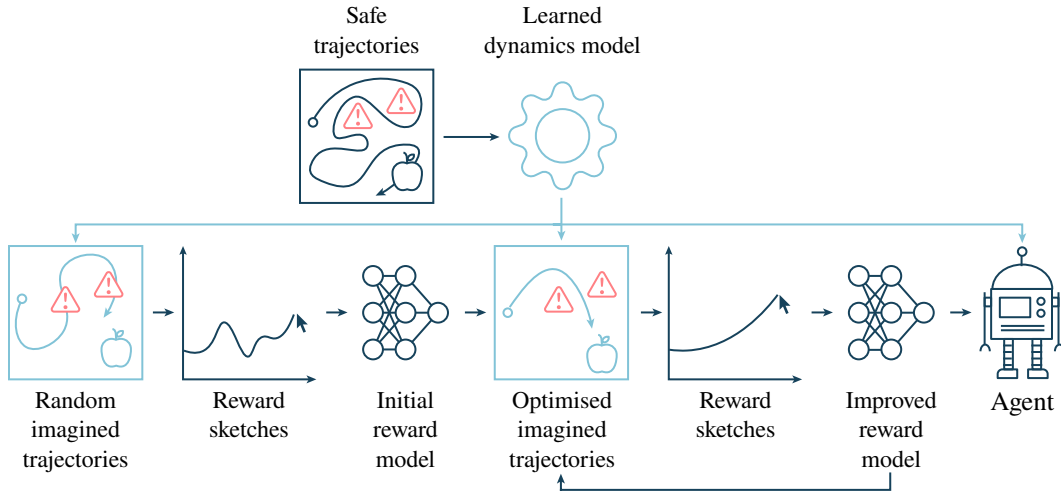 Safe
trajectories
Learned
dynamics model
Random
imagined
trajectories
Reward
sketches
Initial
reward
model
Optimised
imagined
trajectories
Reward
sketches
Improved
reward
model
Agent